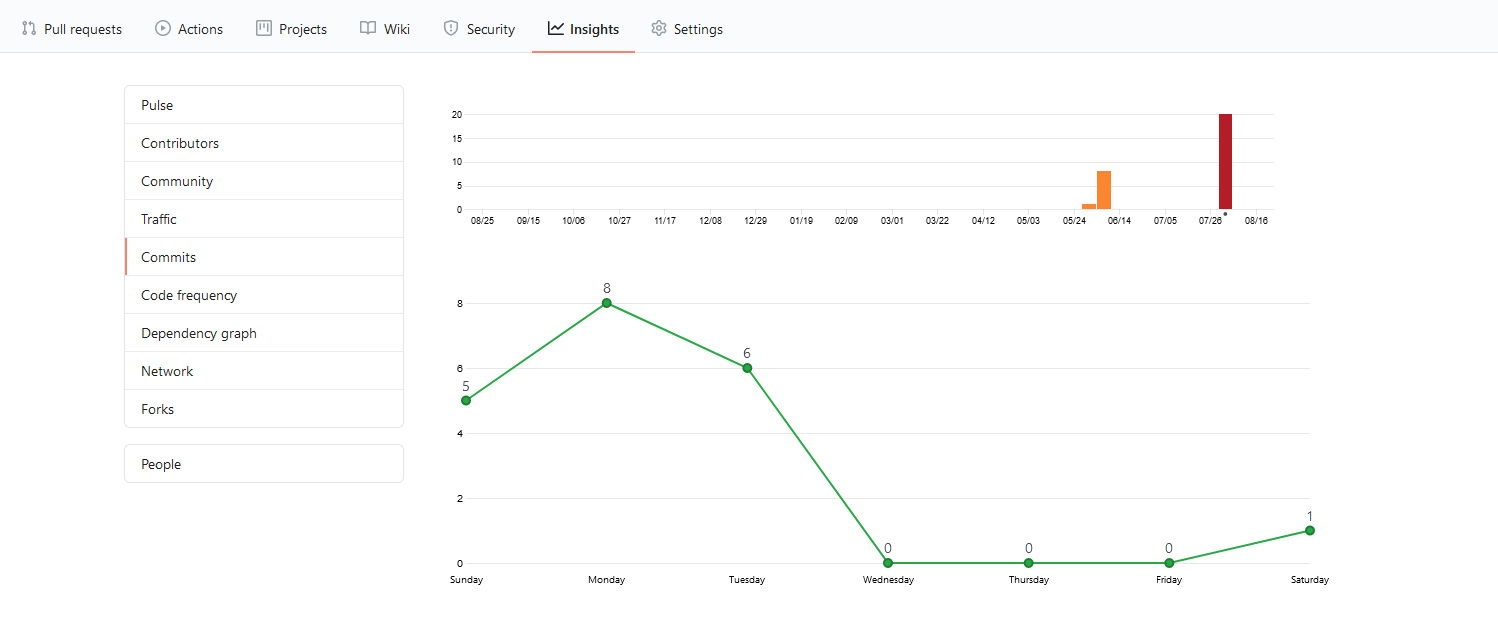 Pull requests Actions Projects Wiki Security Insights Settings
Pulse
Contributors
Community
Traffic
Commits
Code frequency
Dependency graph
Network
Forks
People
20
15
10
5
0
08/25 09/15 10/06 10/27 11/17 12/08 12/29 01/19 02/09 03/01 03/22 04/12 05/03 05/24 06/14 07/05 07/26 08/16
8
6
4
2
0
5 8 6 0 0 0 1
Sunday Monday Tuesday Wednesday Thursday Friday Saturday